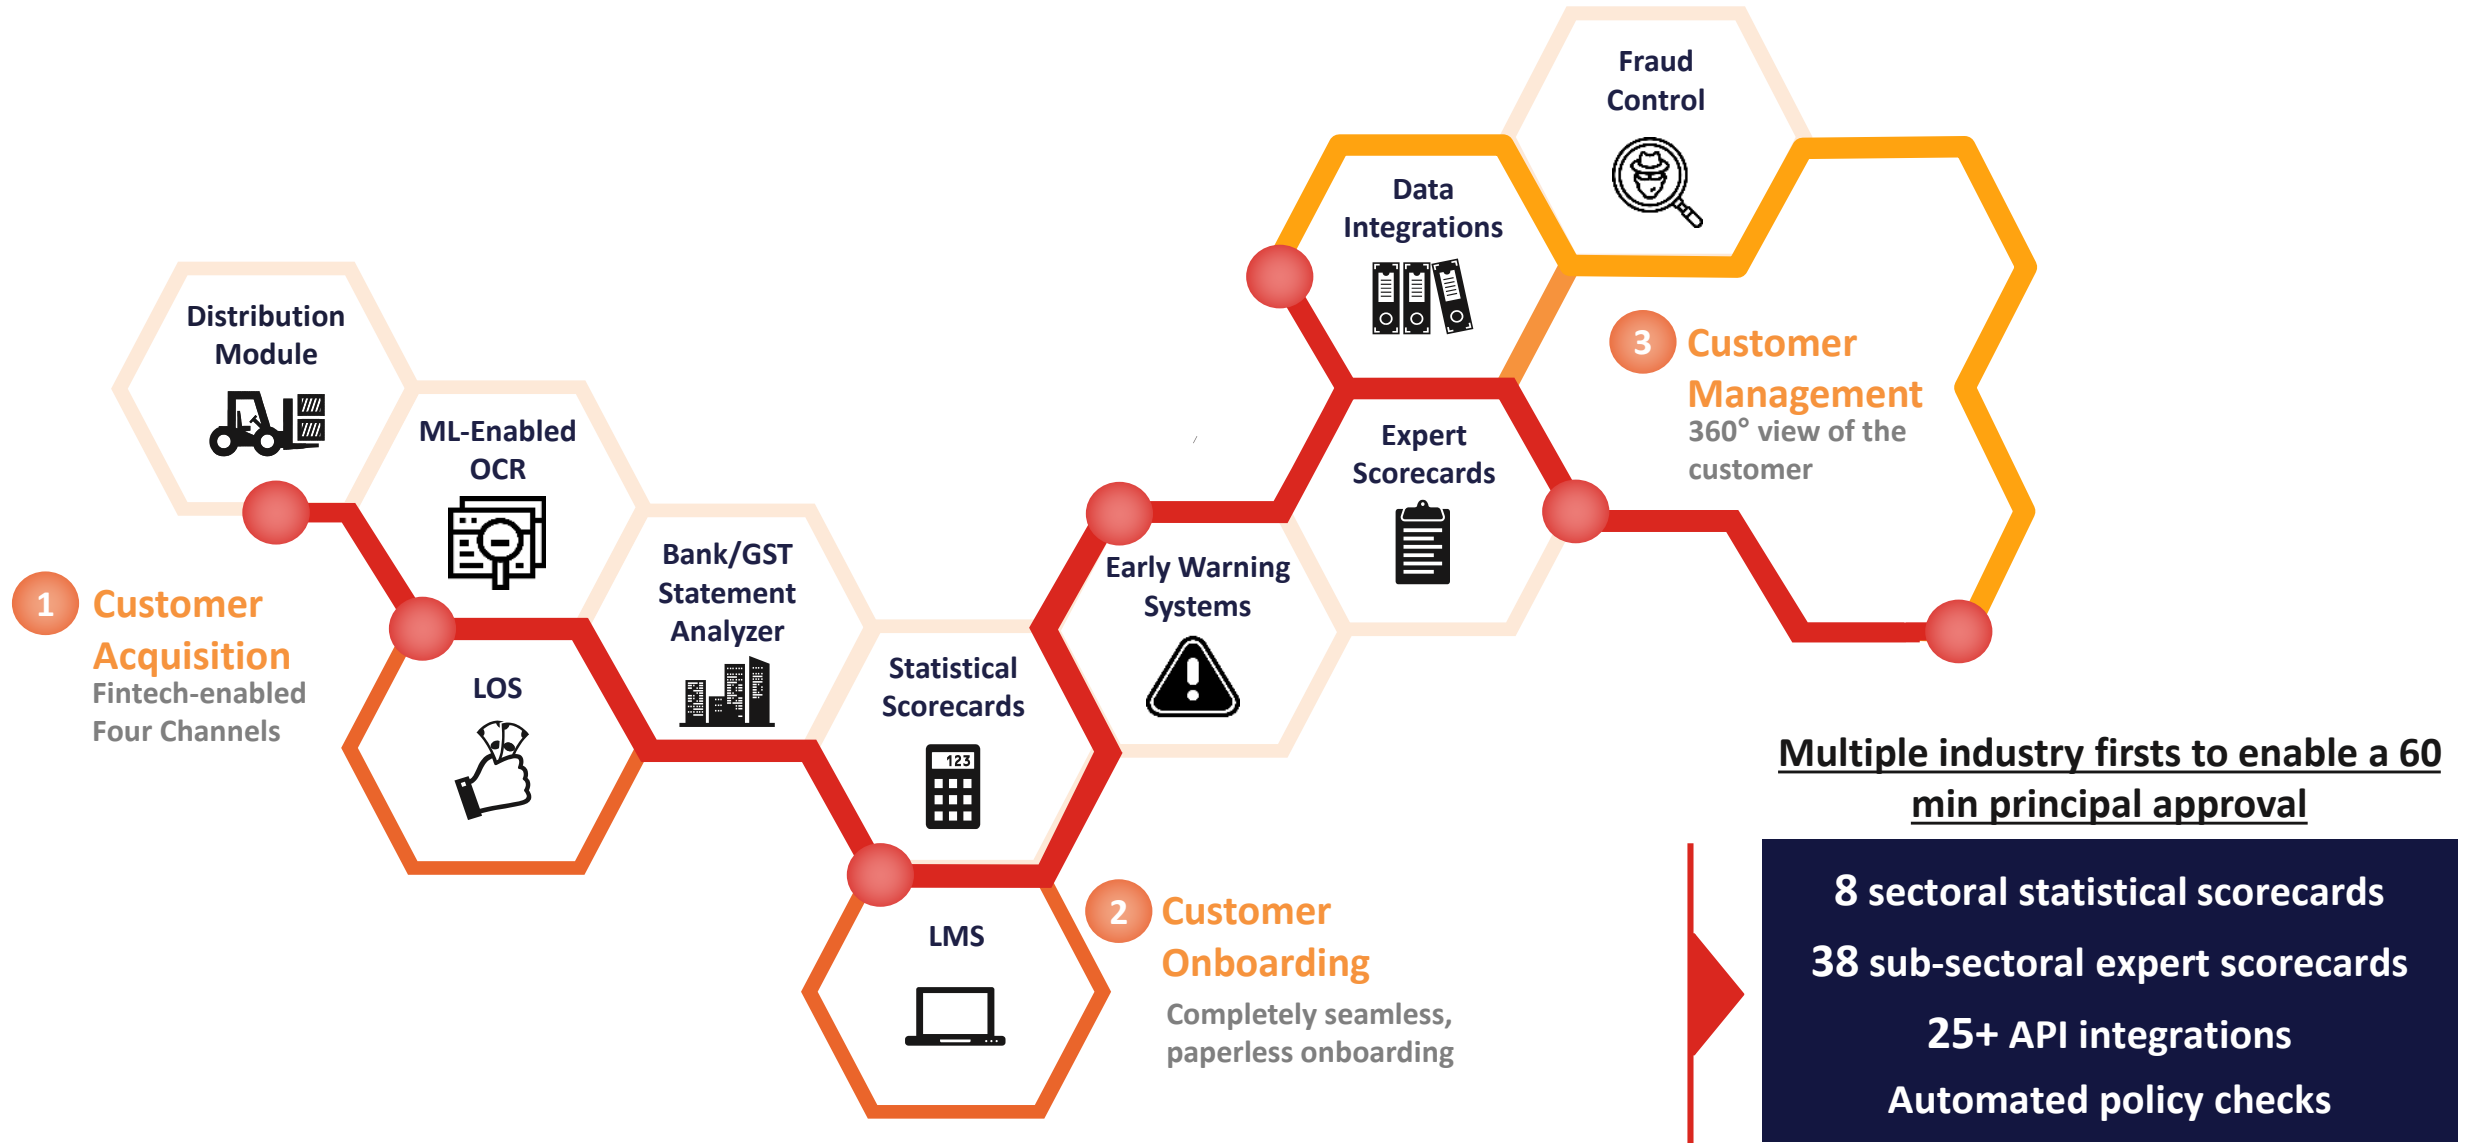 Fraud
Control
Data
Integrations
Distribution
Module
ML-Enabled
OCR
Expert
Scorecards
3
Customer
Management
360° view of the
customer
Bank/GST
Statement
Analyzer
Early Warning
Systems
1
Customer
Acquisition
Fintech-enabled
Four Channels
LOS
Statistical
Scorecards
123
LMS
2
Customer
Onboarding
Completely seamless,
paperless onboarding
Multiple industry firsts to enable a 60
min principal approval
8 sectoral statistical scorecards
38 sub-sectoral expert scorecards
25+ API integrations
Automated policy checks